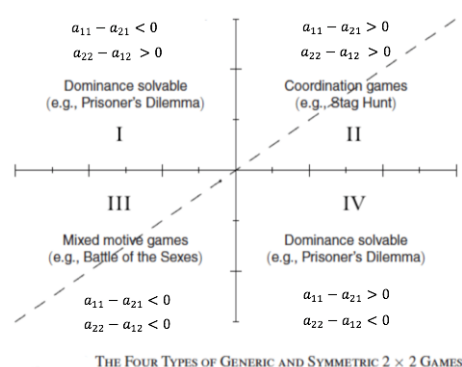 a₁₁ − a₂₁ < 0
a₂₂ − a₁₂ > 0
Dominance solvable
(e.g., Prisoner's Dilemma)
I
a₁₁ − a₂₁ > 0
a₂₂ − a₁₂ > 0
Coordination games
(e.g., Stag Hunt)
II
III
Mixed motive games
(e.g., Battle of the Sexes)
a₁₁ − a₂₁ < 0
a₂₂ − a₁₂ < 0
IV
Dominance solvable
(e.g., Prisoner's Dilemma)
a₁₁ − a₂₁ > 0
a₂₂ − a₁₂ < 0
THE FOUR TYPES OF GENERIC AND SYMMETRIC 2 × 2 GAMES